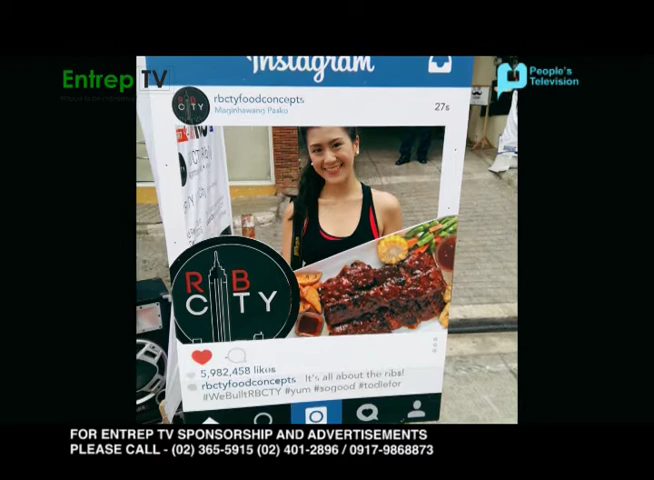 Instagram
Entrep TV
People's
Television
rbctyfoodconcepts
27s
R B
C TY
Marginhawang Paako
R B
C TY
5,982,458 likes
rbctyfoodconcepts It's all about the ribs!
#WeBuiltRBCTY #yum #sogood #todiefor
FOR ENTREP TV SPONSORSHIP AND ADVERTISEMENTS
PLEASE CALL - (02) 365-5915 (02) 401-2896 / 0917-9868873